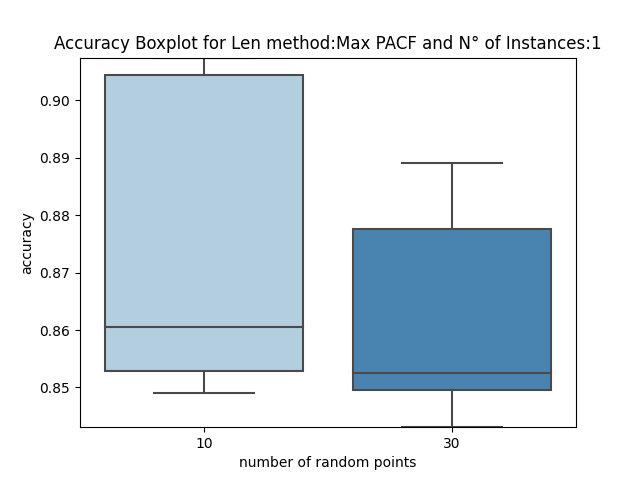 Accuracy Boxplot for Len method:Max PACF and N° of Instances:1
0.90
0.89
0.88
0.87
0.86
0.85
accuracy
10 30
number of random points